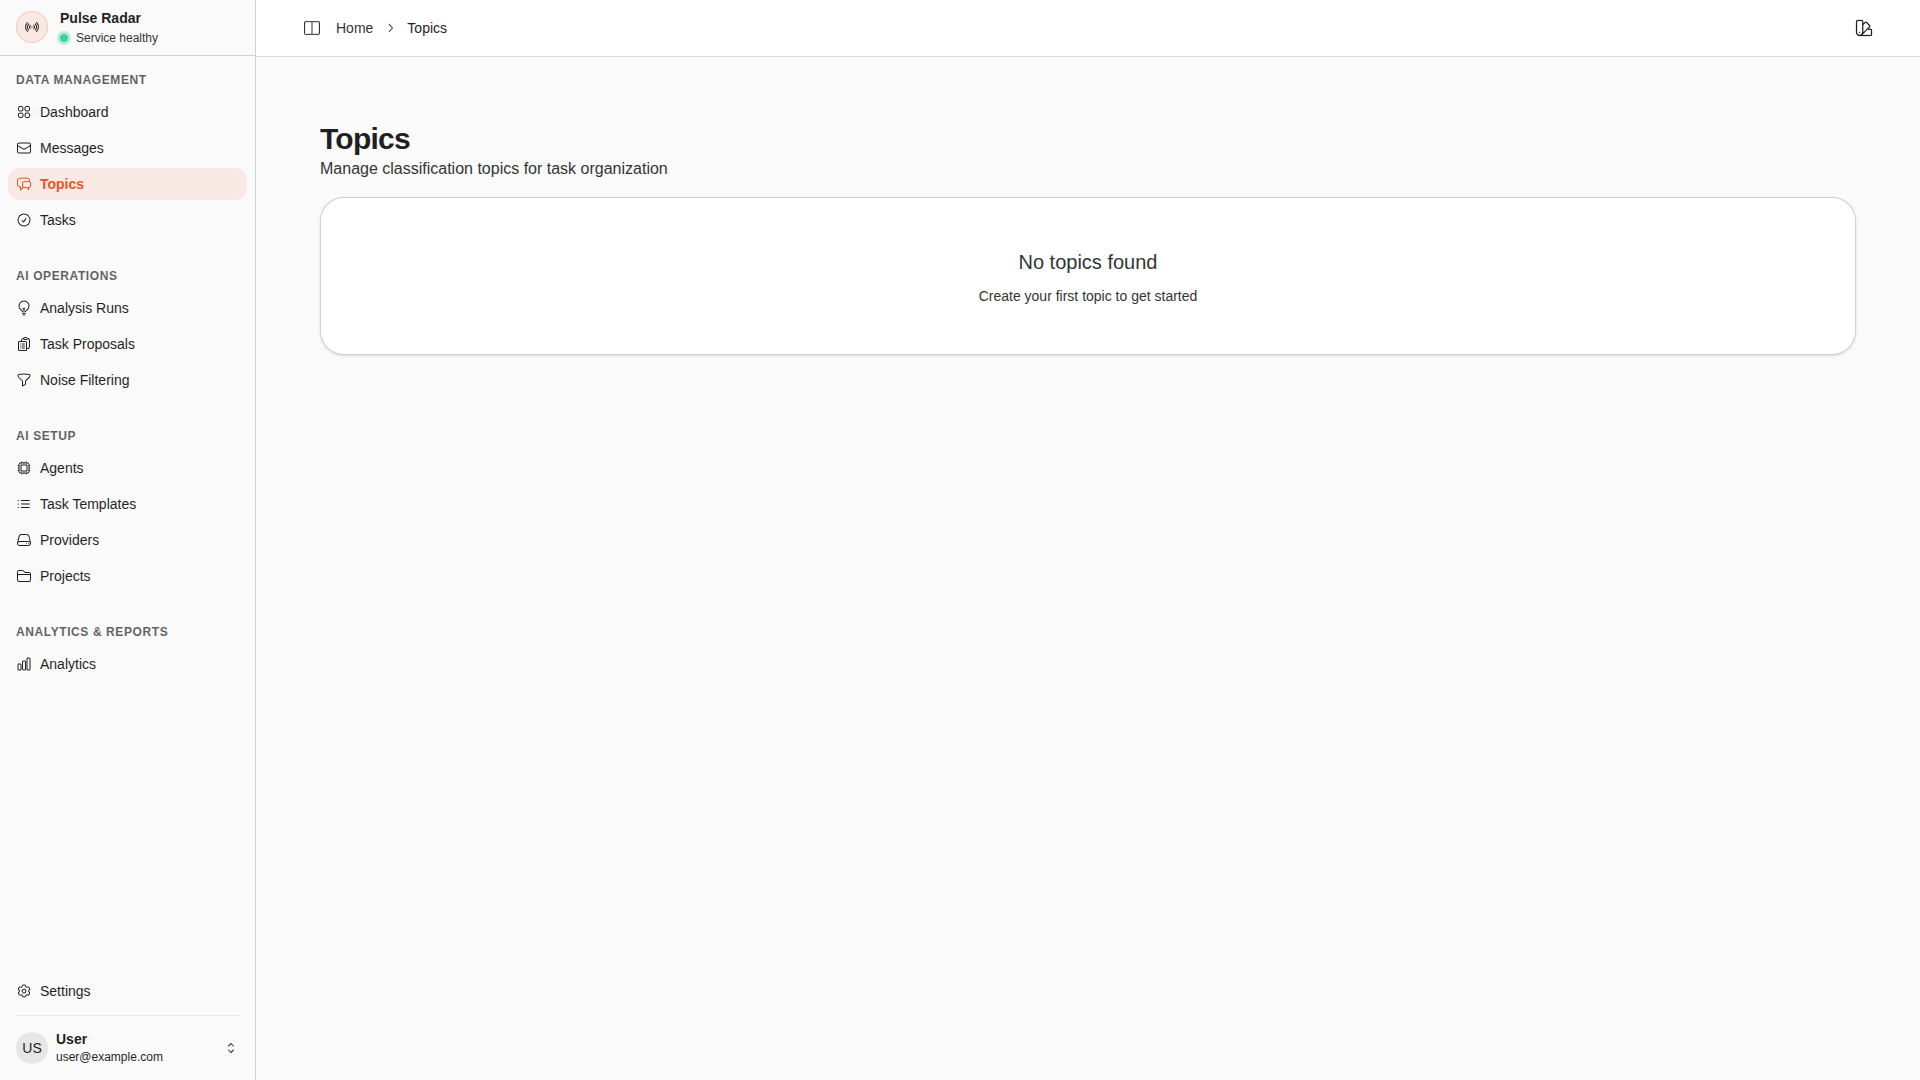 Pulse Radar
Service healthy
DATA MANAGEMENT
Dashboard
Messages
Topics
Tasks
AI OPERATIONS
Analysis Runs
Task Proposals
Noise Filtering
AI SETUP
Agents
Task Templates
Providers
Projects
ANALYTICS & REPORTS
Analytics
Settings
US
User
user@example.com
Home
Topics
Topics
Manage classification topics for task organization
No topics found
Create your first topic to get started